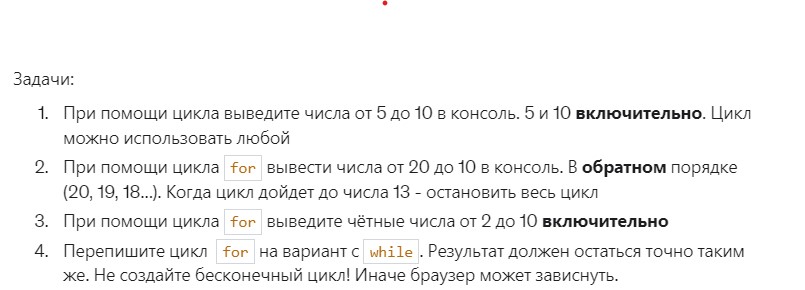 Задачи:
1. При помощи цикла выведите числа от 5 до 10 в консоль. 5 и 10 включительно. Цикл
можно использовать любой
2. При помощи цикла for вывести числа от 20 до 10 в консоль. В обратном порядке
(20, 19, 18...). Когда цикл дойдет до числа 13 - остановить весь цикл
3. При помощи цикла for выведите чётные числа от 2 до 10 включительно
4. Перепишите цикл for на вариант с while. Результат должен остаться точно таким
же. Не создайте бесконечный цикл! Иначе браузер может зависнуть.